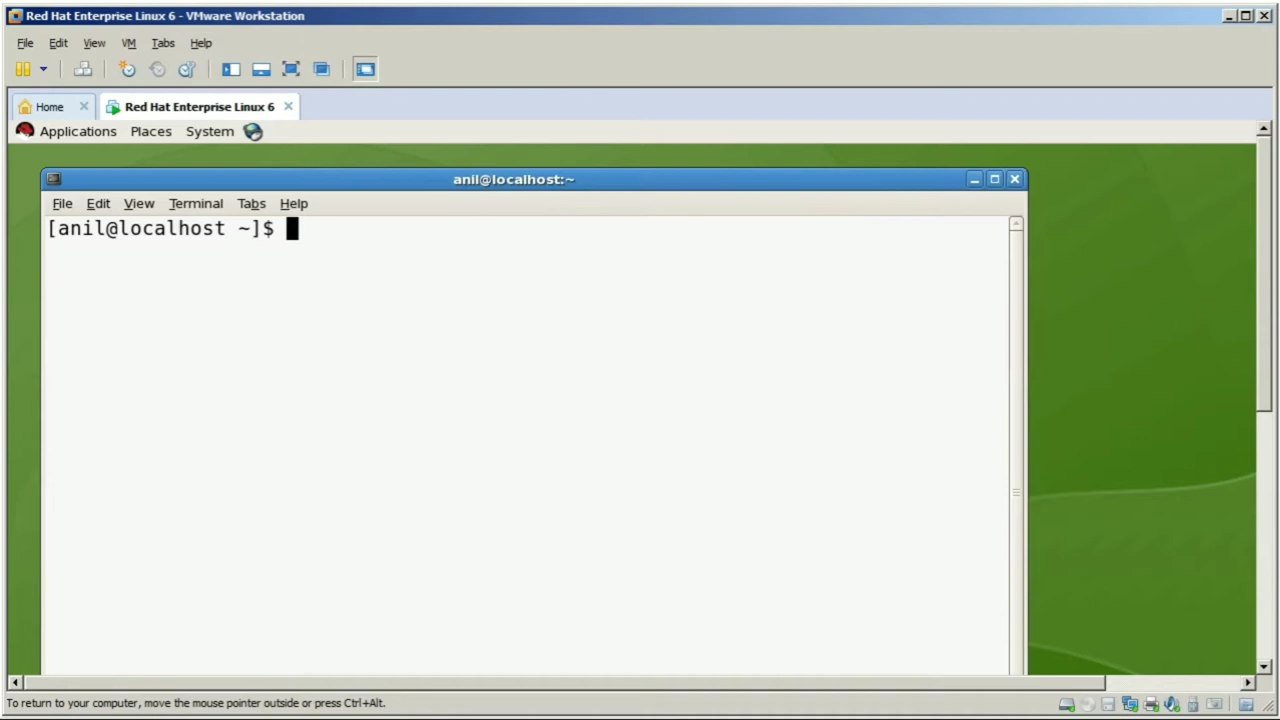 Red Hat Enterprise Linux 6 - VMware Workstation
File Edit View VM Tabs Help
Home Red Hat Enterprise Linux 6
Applications Places System
anil@localhost:~
File Edit View Terminal Tabs Help
[anil@localhost ~]$
To return to your computer, move the mouse pointer outside or press Ctrl+Alt.